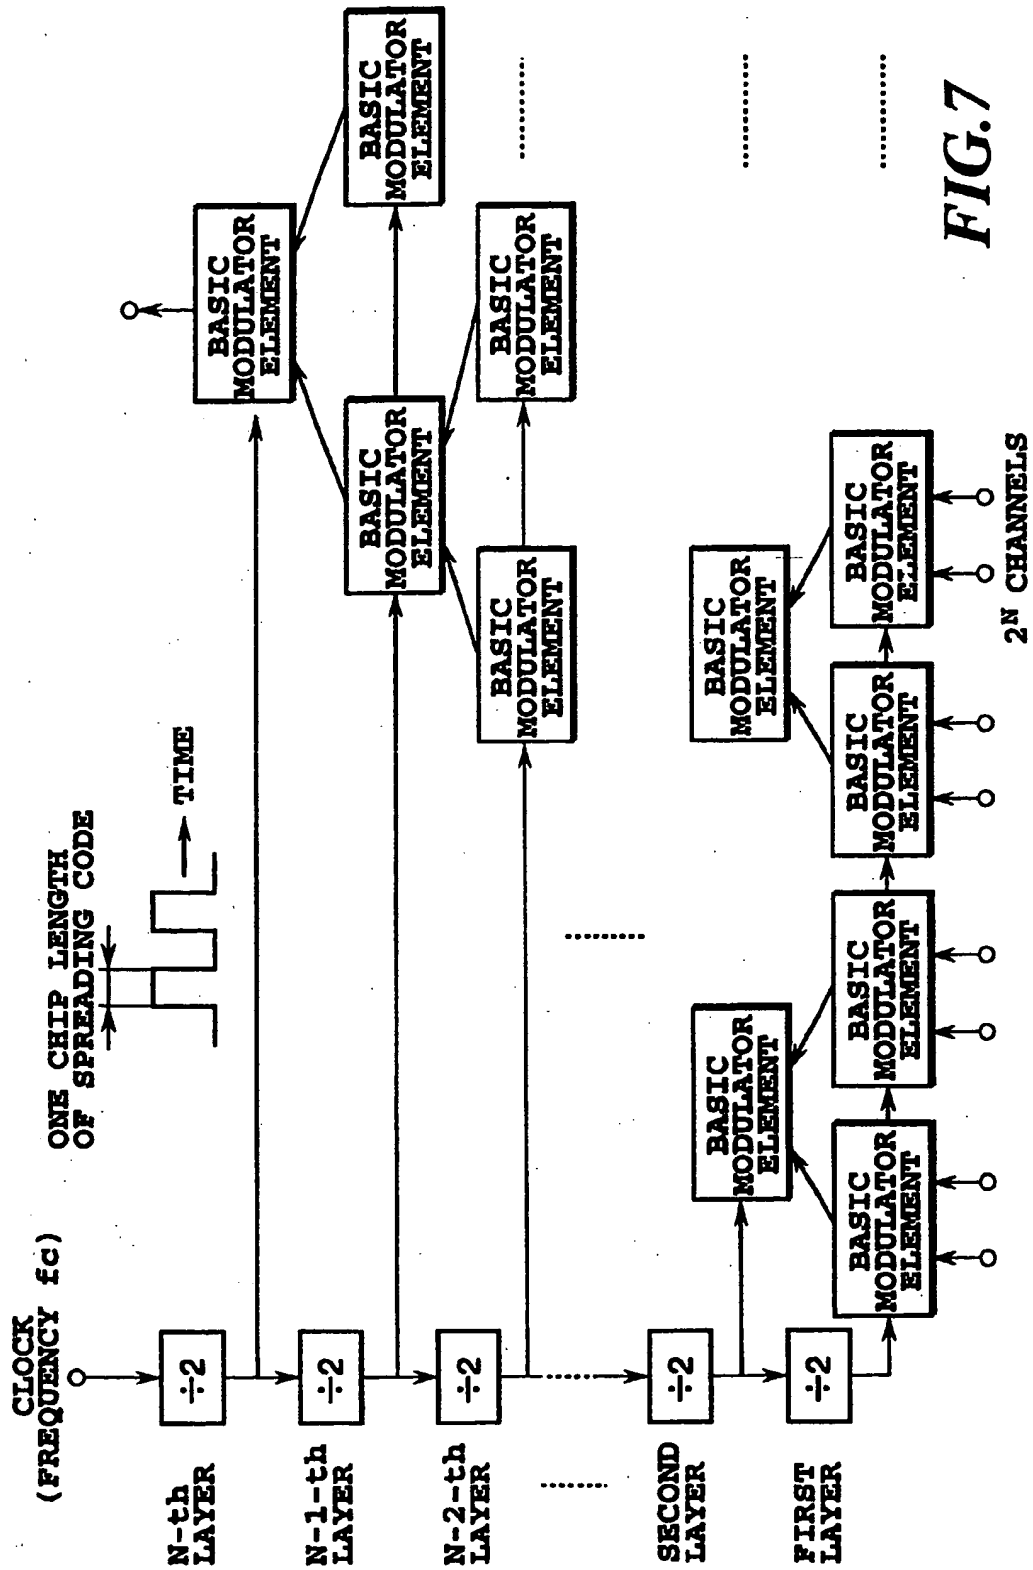 CLOCK
(FREQUENCY fc)
ONE CHIP LENGTH
OF SPREADING CODE
TIME
N-th
LAYER
÷2
BASIC
MODULATOR
ELEMENT
N-1-th
LAYER
÷2
BASIC
MODULATOR
ELEMENT
BASIC
MODULATOR
ELEMENT
N-2-th
LAYER
÷2
BASIC
MODULATOR
ELEMENT
BASIC
MODULATOR
ELEMENT
SECOND
LAYER
÷2
BASIC
MODULATOR
ELEMENT
BASIC
MODULATOR
ELEMENT
FIRST
LAYER
÷2
BASIC
MODULATOR
ELEMENT
BASIC
MODULATOR
ELEMENT
BASIC
MODULATOR
ELEMENT
BASIC
MODULATOR
ELEMENT
2^N CHANNELS
FIG.7